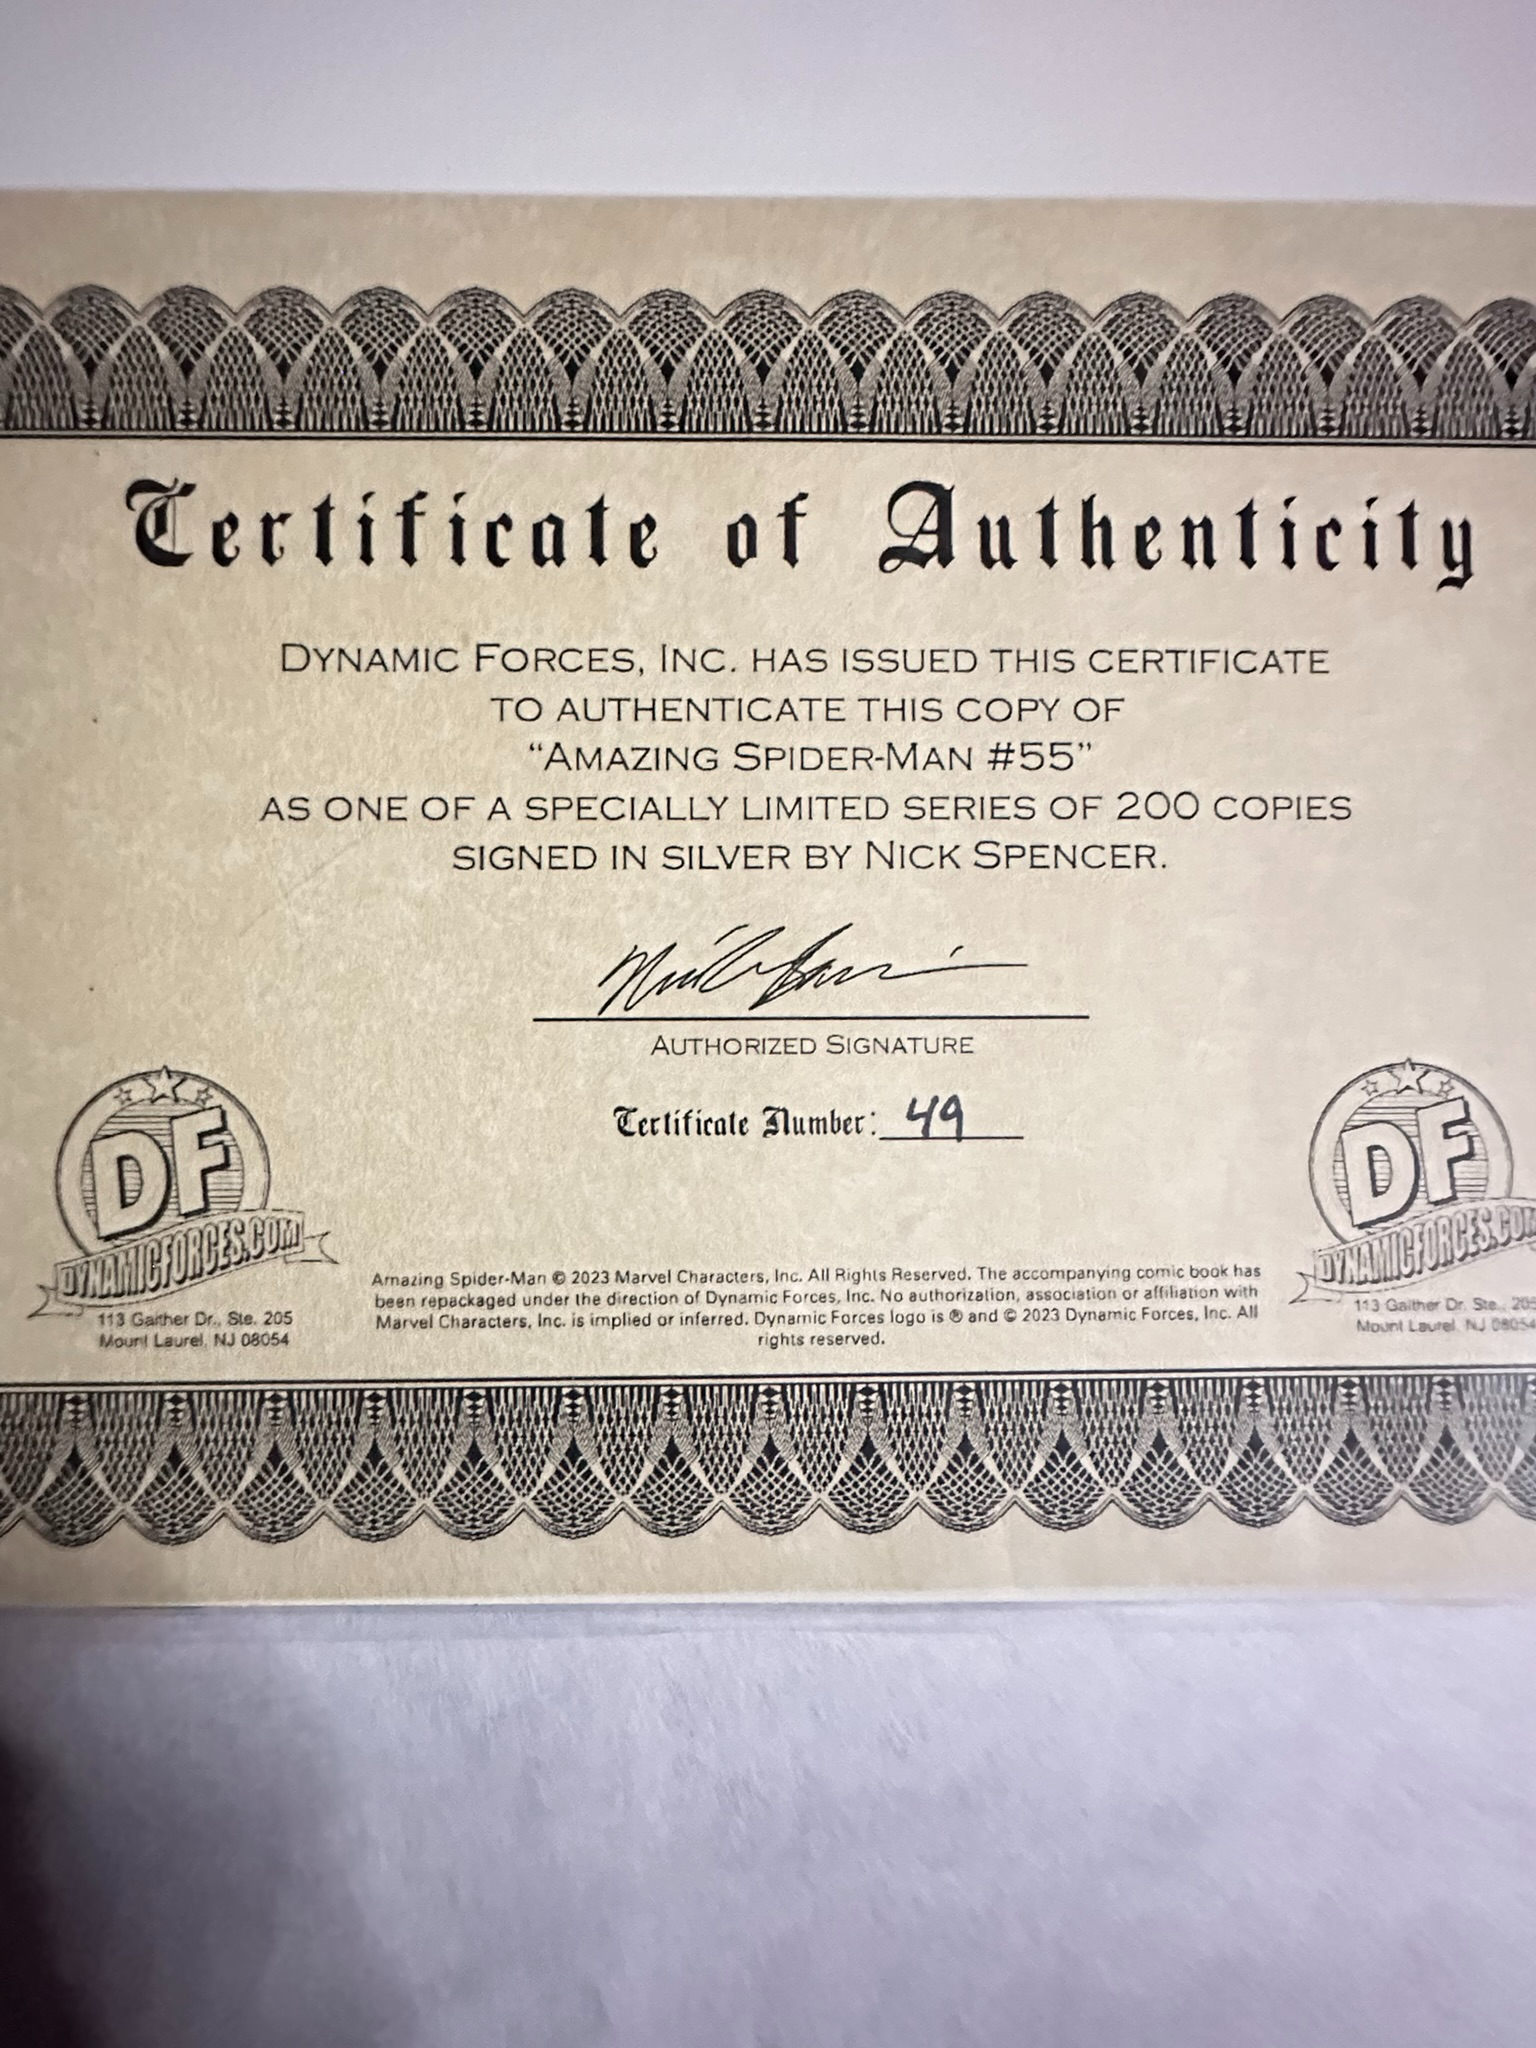 Certificate of Authenticity
Dynamic Forces, Inc. has issued this certificate
to authenticate this copy of
“Amazing Spider-Man #55”
as one of a specially limited series of 200 copies
signed in silver by Nick Spencer.
Authorized Signature
Certificate Number: 49
DF
DYNAMICFORCES.COM
113 Gaither Dr., Ste. 205
Mount Laurel, NJ 08054
Amazing Spider-Man © 2023 Marvel Characters, Inc. All Rights Reserved. The accompanying comic book has
been repackaged under the direction of Dynamic Forces, Inc. No authorization, association or affiliation with
Marvel Characters, Inc. is implied or inferred. Dynamic Forces logo is ® and © 2023 Dynamic Forces, Inc. All
rights reserved.
DF
DYNAMICFORCES.COM
113 Gaither Dr., Ste. 205
Mount Laurel, NJ 08054